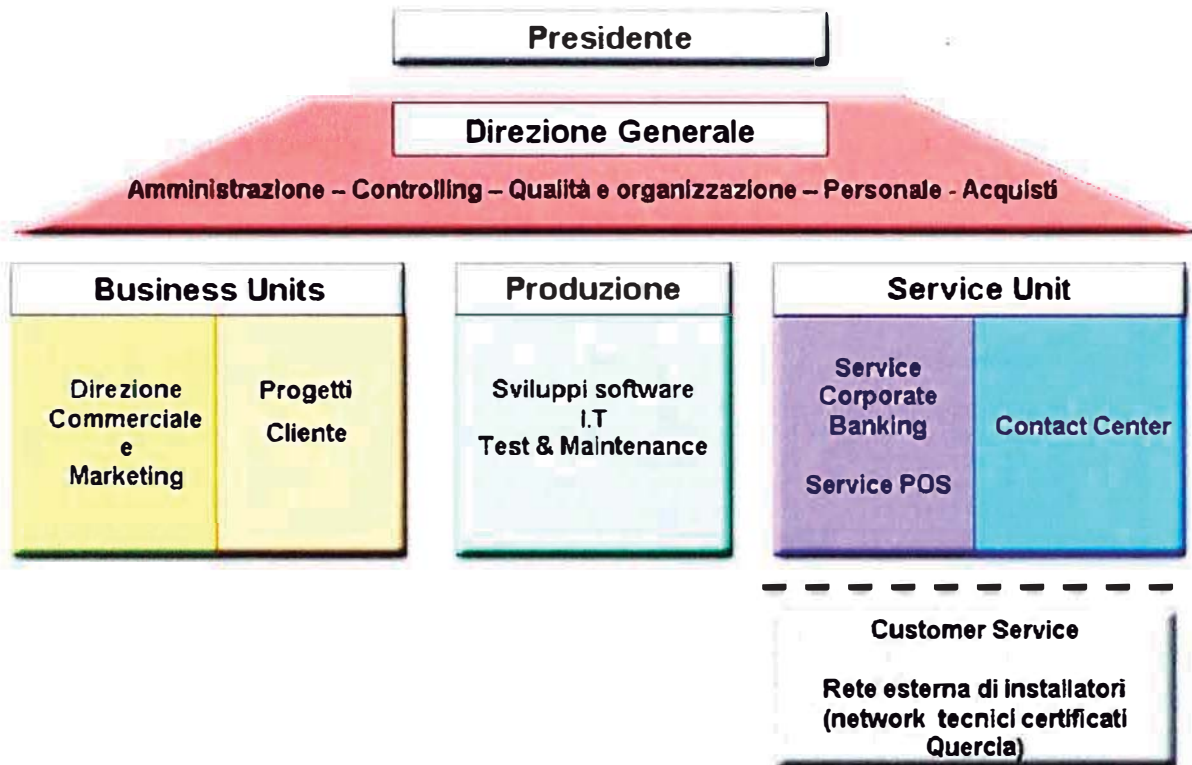 Presidente
Direzione Generale
Amministrazione – Controlling – Qualità e organizzazione – Personale - Acquisti
Business Units
Direzione
Commerciale
e
Marketing
Progetti
Cliente
Produzione
Sviluppi software
I.T
Test & Maintenance
Service Unit
Service
Corporate
Banking
Service POS
Contact Center
Customer Service
Rete esterna di installatori
(network tecnici certificati
Quercia)